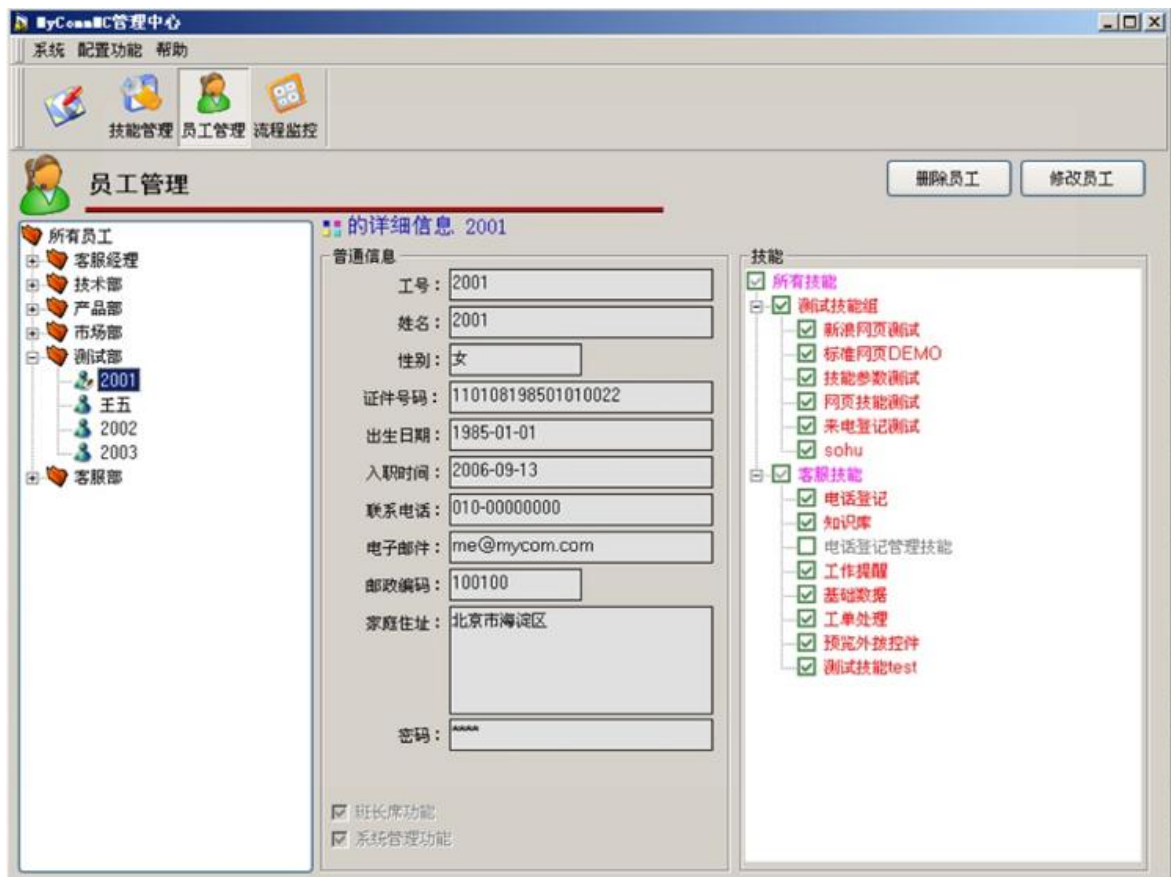 MyCommMC管理中心
系统 配置功能 帮助
技能管理 员工管理 流程监控
员工管理
删除员工 修改员工
所有员工
客服经理
技术部
产品部
市场部
测试部
2001
王五
2002
2003
客服部
的详细信息 2001
普通信息
工号: 2001
姓名: 2001
性别: 女
证件号码: 110108198501010022
出生日期: 1985-01-01
入职时间: 2006-09-13
联系电话: 010-00000000
电子邮件: me@mycom.com
邮政编码: 100100
家庭住址: 北京市海淀区
密码: ****
班长席功能
系统管理功能
技能
所有技能
测试技能组
新浪网页测试
标准网页DEMO
技能参数测试
网页技能测试
来电登记测试
sohu
客服技能
电话登记
知识库
电话登记管理技能
工作提醒
基础数据
工单处理
预览外拨控件
测试技能test